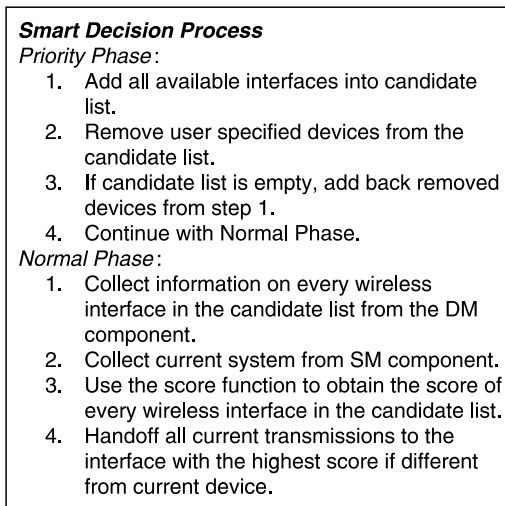 Smart Decision Process
Priority Phase:
1. Add all available interfaces into candidate
list.
2. Remove user specified devices from the
candidate list.
3. If candidate list is empty, add back removed
devices from step 1.
4. Continue with Normal Phase.
Normal Phase:
1. Collect information on every wireless
interface in the candidate list from the DM
component.
2. Collect current system from SM component.
3. Use the score function to obtain the score of
every wireless interface in the candidate list.
4. Handoff all current transmissions to the
interface with the highest score if different
from current device.